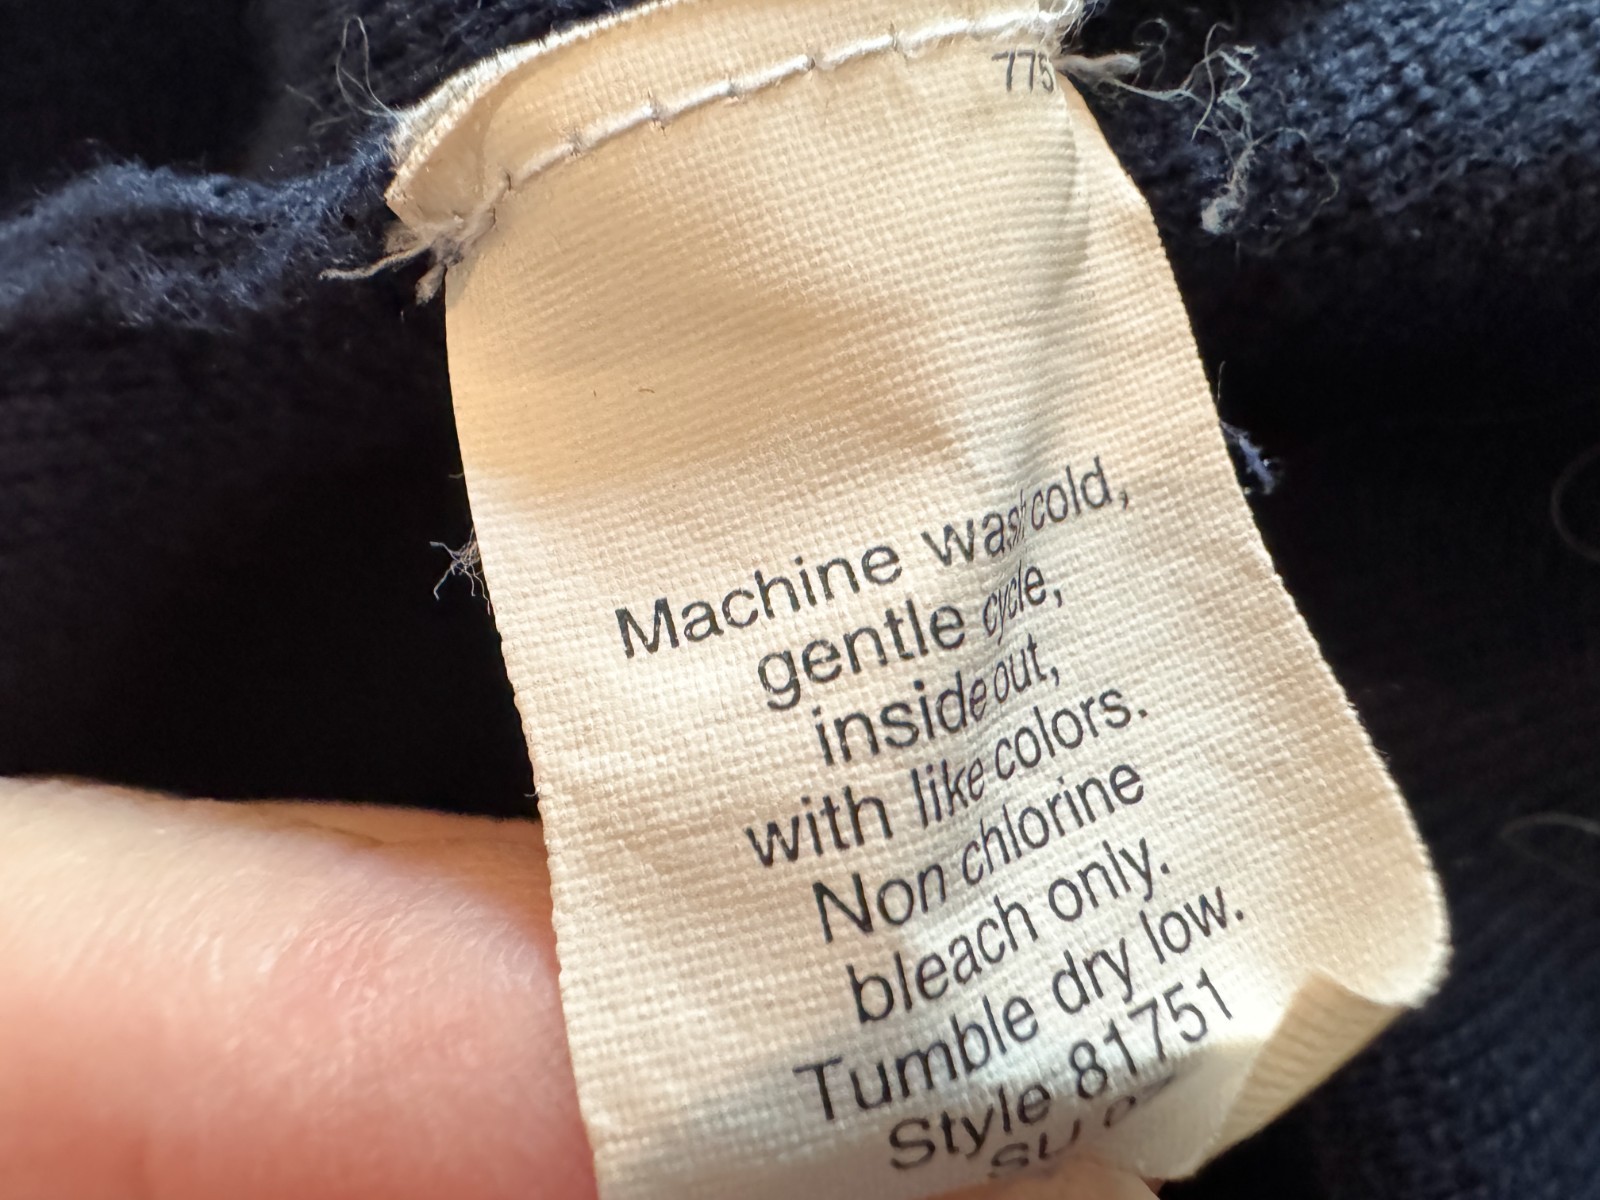 775
Machine wash cold,
gentle cycle,
inside out,
with like colors.
Non chlorine
bleach only.
Tumble dry low.
Style 81751
SU